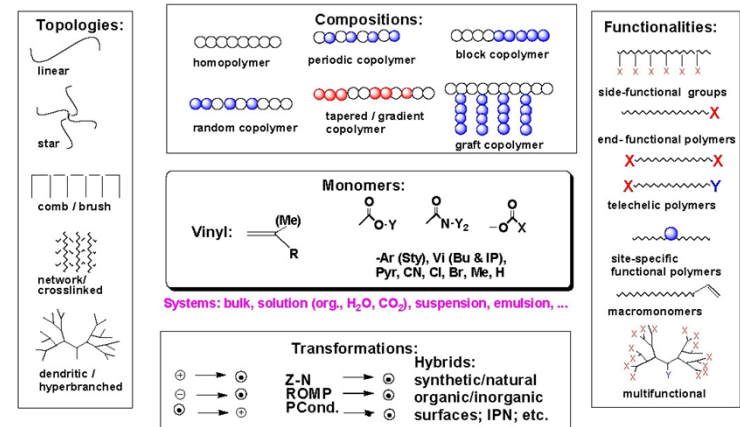 Topologies:
linear
star
comb / brush
network/
crosslinked
dendritic /
hyperbranched
Compositions:
homopolymer
periodic copolymer
block copolymer
random copolymer
tapered / gradient
copolymer
graft copolymer
Monomers:
Vinyl:
(Me)
R
O-Y
O
N-Y₂
O
O
O
X
-Ar (Sty), Vi (Bu & IP),
Pyr, CN, Cl, Br, Me, H
Systems: bulk, solution (org., H₂O, CO₂), suspension, emulsion, ...
Transformations:
Z-N
ROMP
PCond.
Hybrids:
synthetic/natural
organic/inorganic
surfaces; IPN; etc.
Functionalities:
X X X X X X
side-functional groups
X
end- functional polymers
X X
X Y
telechelic polymers
site-specific
functional polymers
macromonomers
X X X X X X X X X X X X
Y
multifunctional